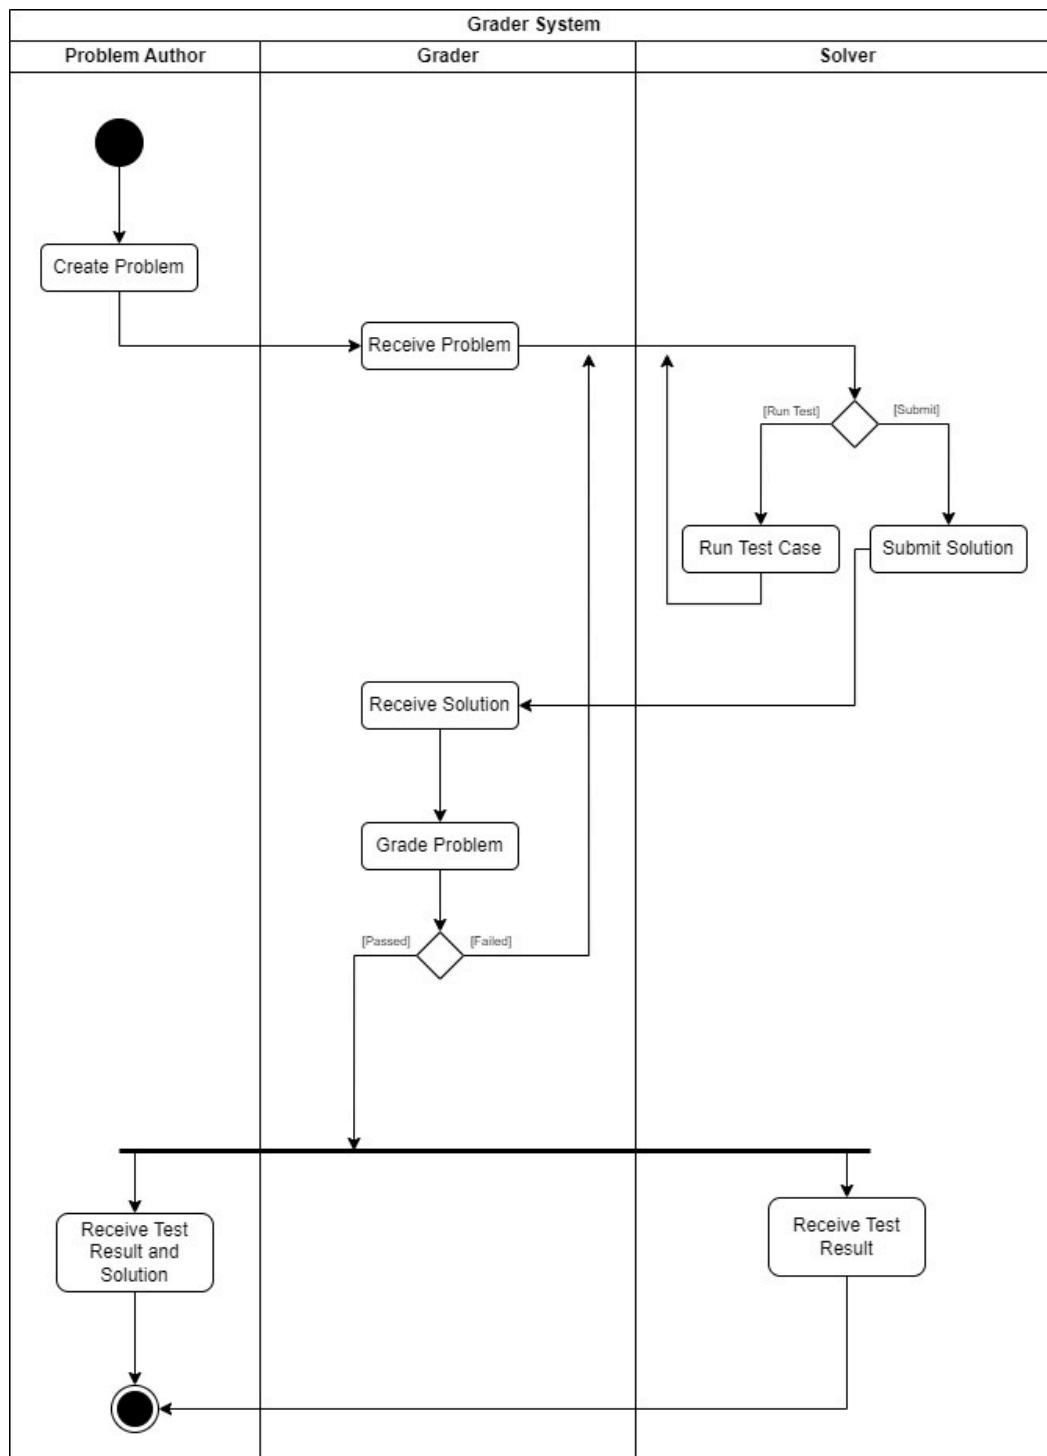 Grader System
Problem Author
Grader
Solver
Create Problem
Receive Problem
[Run Test]
[Submit]
Run Test Case
Submit Solution
Receive Solution
Grade Problem
[Passed]
[Failed]
Receive Test
Result and
Solution
Receive Test
Result